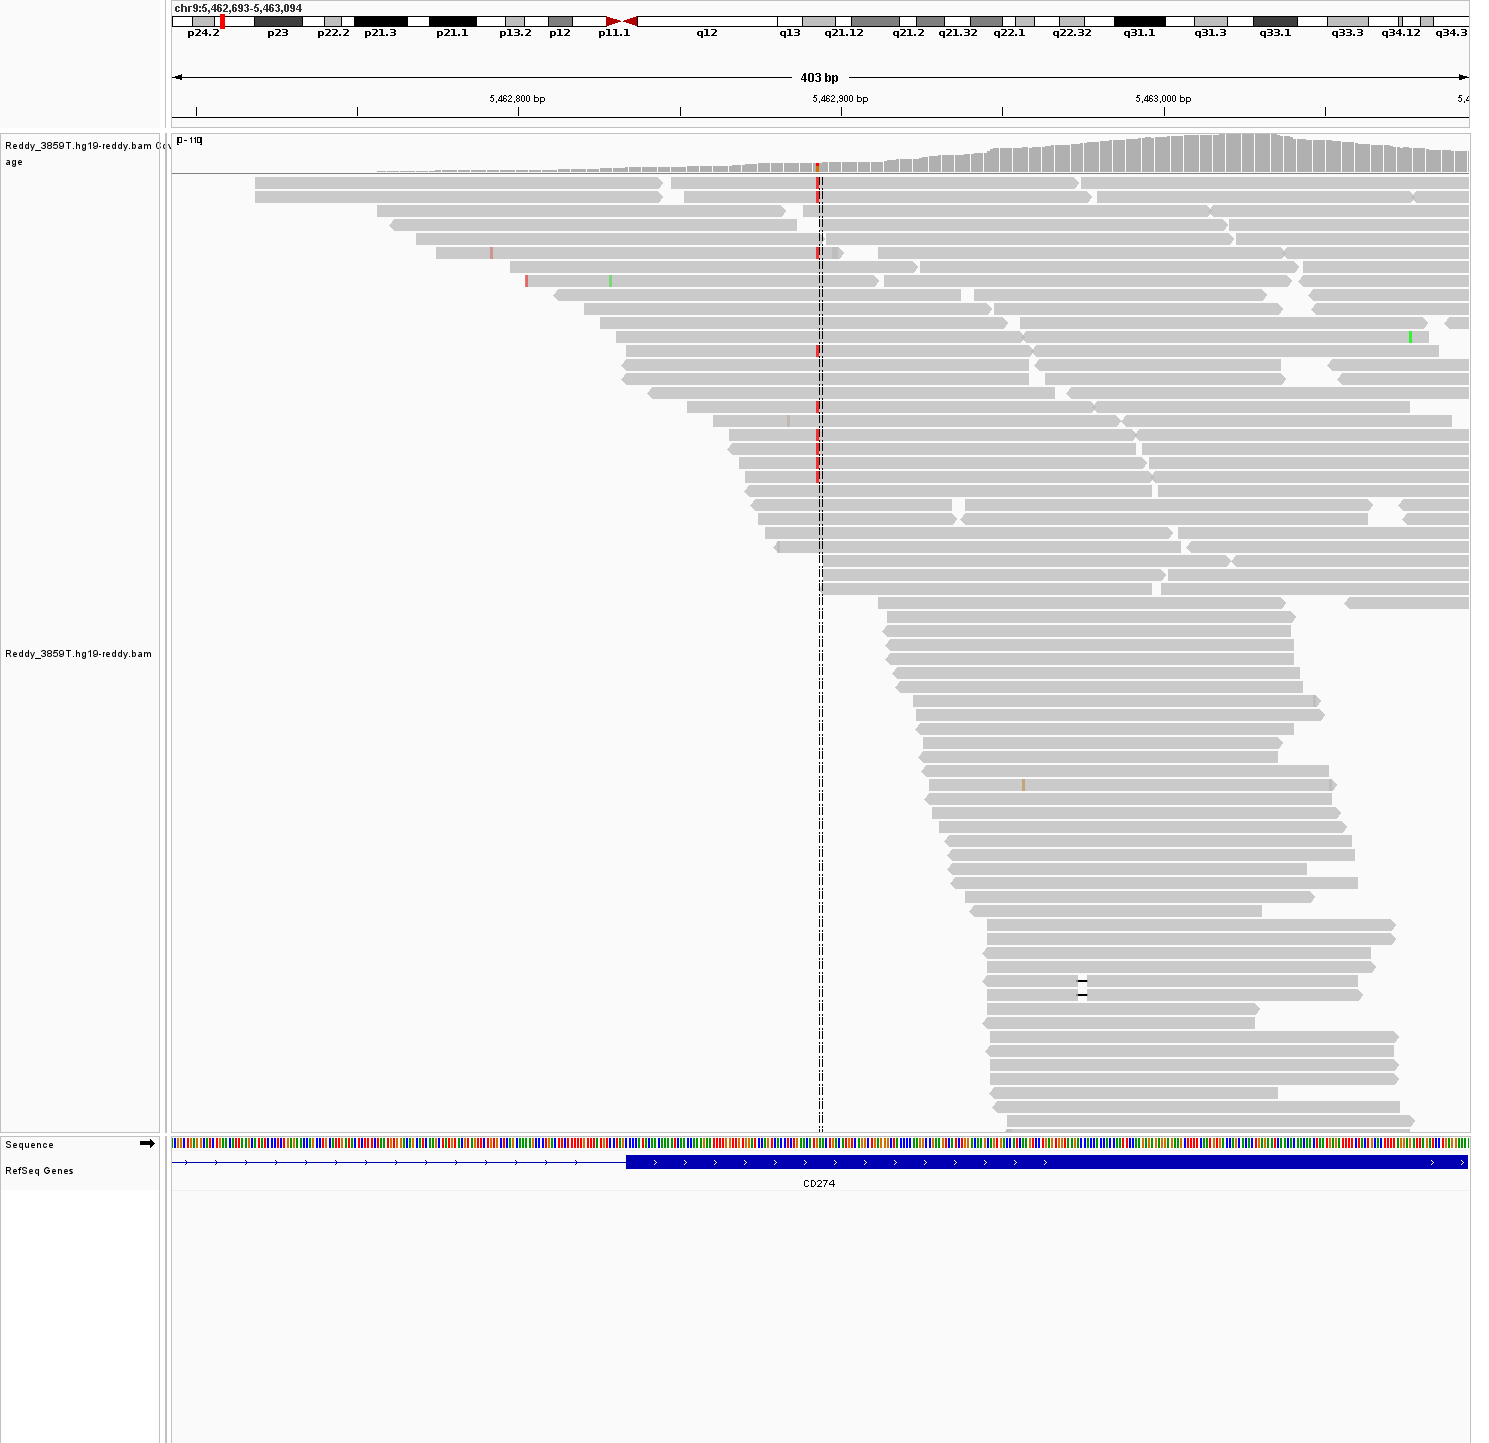 chr9:5,462,693-5,463,094
p24.2 p23 p22.2 p21.3 p21.1 p13.2 p12 p11.1 q12 q13 q21.12 q21.2 q21.32 q22.1 q22.32 q31.1 q31.3 q33.1 q33.3 q34.12 q34.3
403 bp
5,462,800 bp 5,462,900 bp 5,463,000 bp 5,4
Reddy_3859T.hg19-reddy.bam Cov
age
[0 - 110]
Reddy_3859T.hg19-reddy.bam
Sequence
RefSeq Genes
CD274